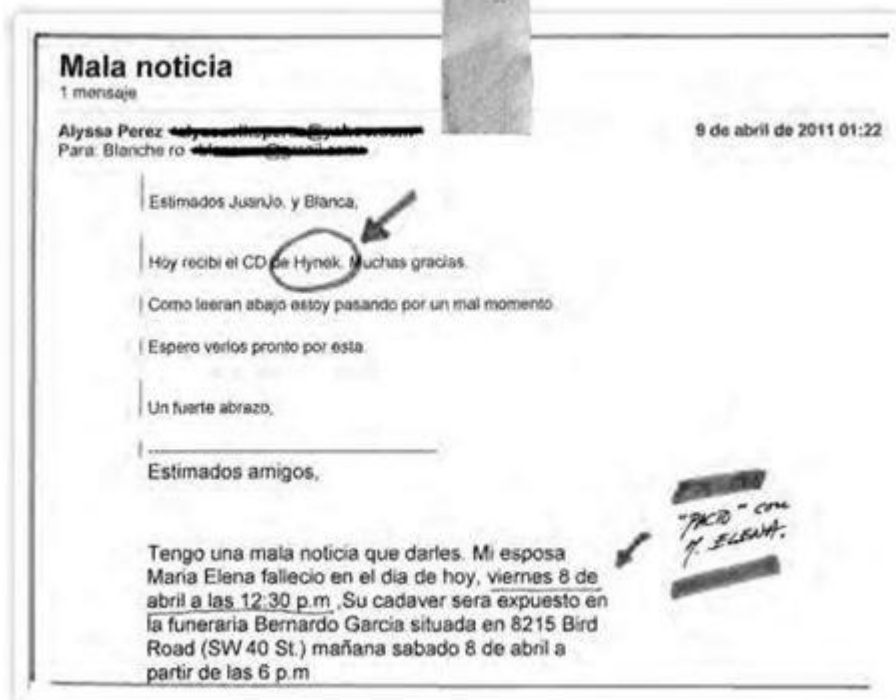 Mala noticia
1 mensaje
Alyssa Perez
9 de abril de 2011 01:22
Para: Blanche ro
Estimados JuanJo. y Blanca,
Hoy recibi el CD de Hynek. Muchas gracias.
Como leeran abajo estoy pasando por un mal momento.
Espero verlos pronto por esta.
Un fuerte abrazo,
Estimados amigos,
"PACTO" con
M. ELENA.
Tengo una mala noticia que darles. Mi esposa
Maria Elena fallecio en el dia de hoy, viernes 8 de
abril a las 12:30 p.m ,Su cadaver sera expuesto en
la funeraria Bernardo Garcia situada en 8215 Bird
Road (SW 40 St.) mañana sabado 8 de abril a
partir de las 6 p.m